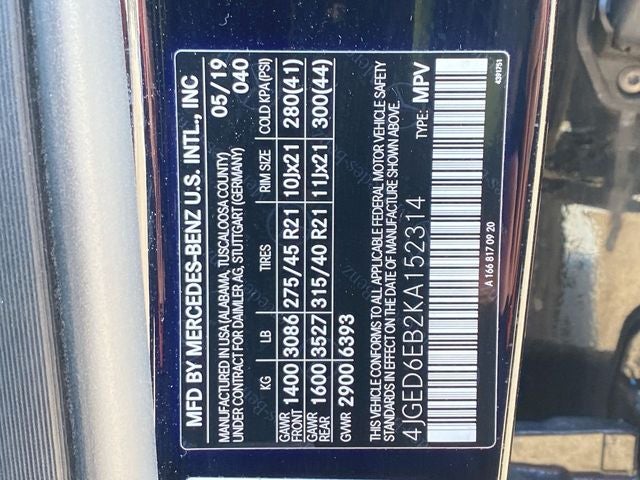 MFD BY MERCEDES-BENZ U.S. INTL., INC
MANUFACTURED IN USA (ALABAMA, TUSCALOOSA COUNTY) 05/19
UNDER CONTRACT FOR DAIMLER AG, STUTTGART (GERMANY) 040
KG LB TIRES RIM SIZE COLD KPA (PSI)
GAWR FRONT 1400 3086 275/45 R21 10Jx21 280(41)
GAWR REAR 1600 3527 315/40 R21 11Jx21 300(44)
GVWR 2900 6393
THIS VEHICLE CONFORMS TO ALL APPLICABLE FEDERAL MOTOR VEHICLE SAFETY
STANDARDS IN EFFECT ON THE DATE OF MANUFACTURE SHOWN ABOVE.
4JGED6EB2KA152314 TYPE: MPV
A 166 817 09 20
4391751